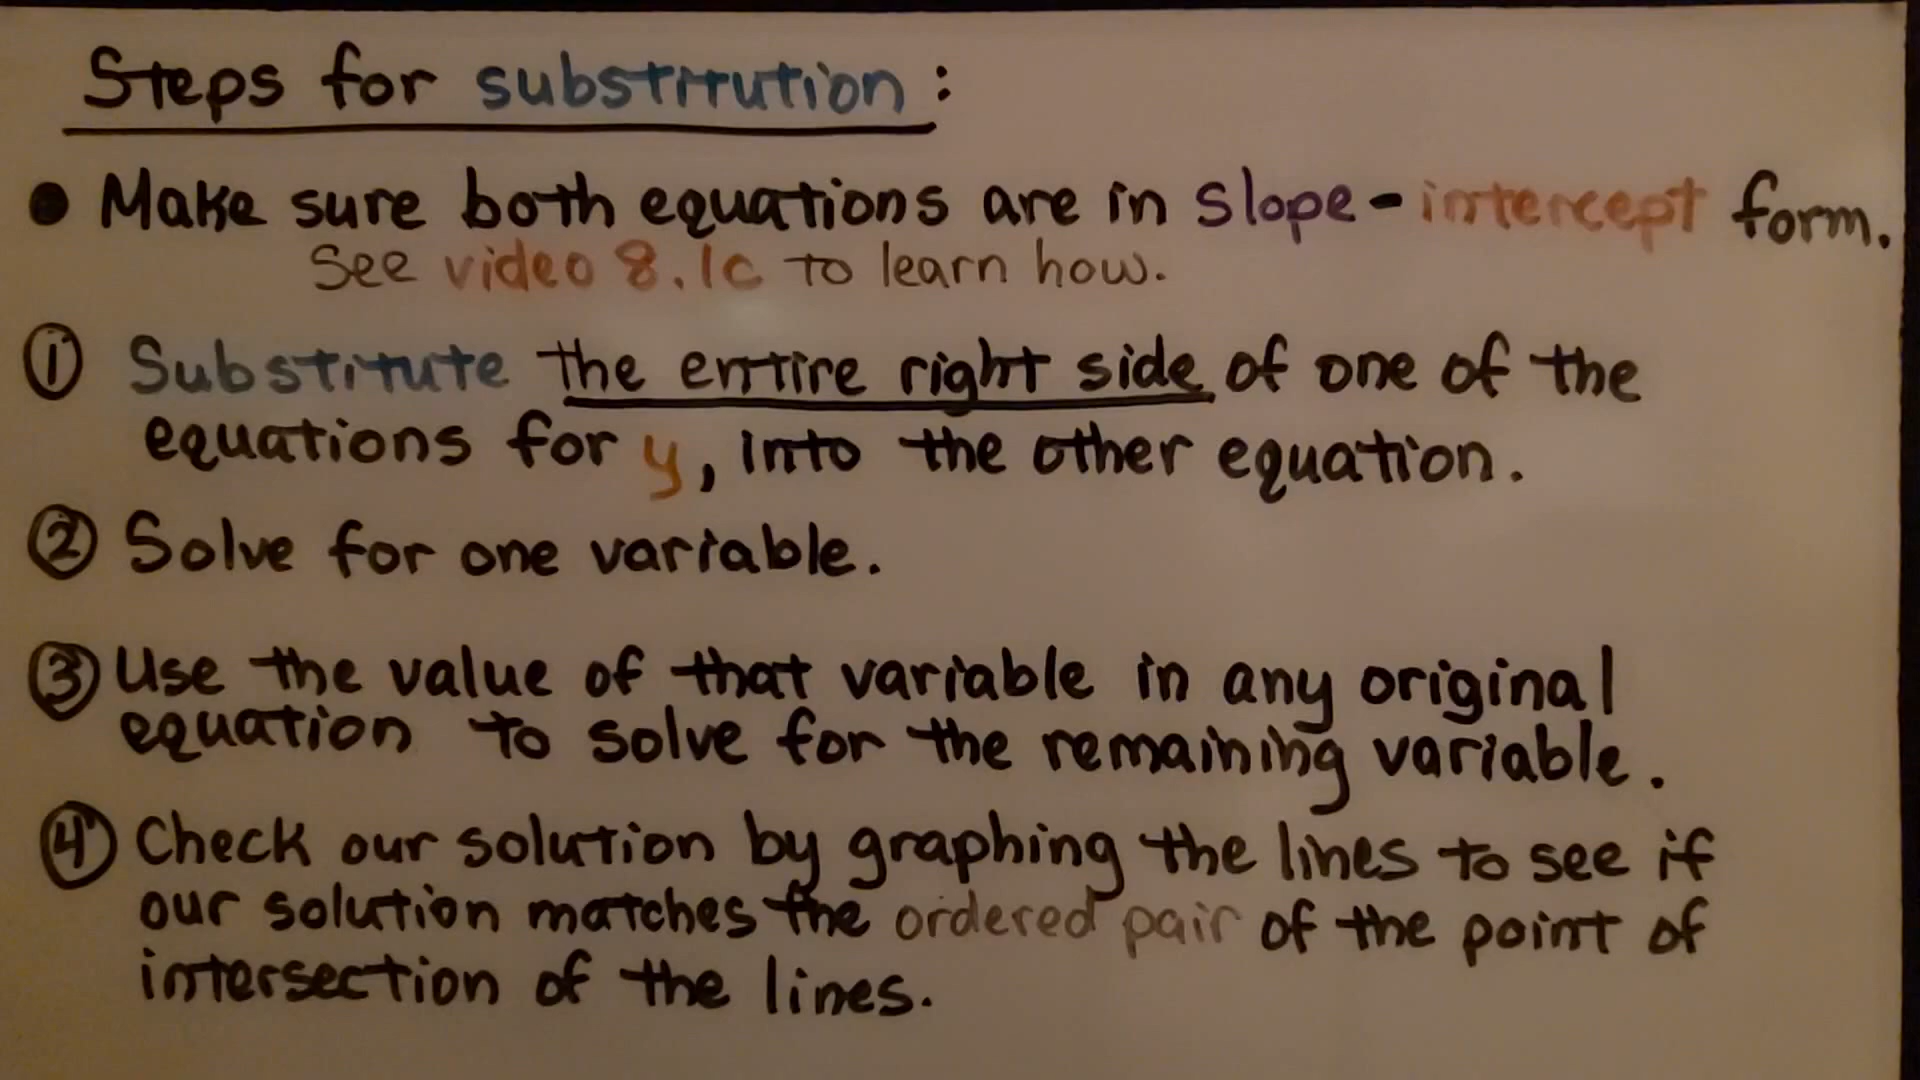 Steps for substitution:
• Make sure both equations are in slope-intercept form.
See video 8.1c to learn how.
① Substitute the entire right side of one of the
equations for y, into the other equation.
② Solve for one variable.
③ Use the value of that variable in any original
equation to solve for the remaining variable.
④ Check our solution by graphing the lines to see if
our solution matches the ordered pair of the point of
intersection of the lines.